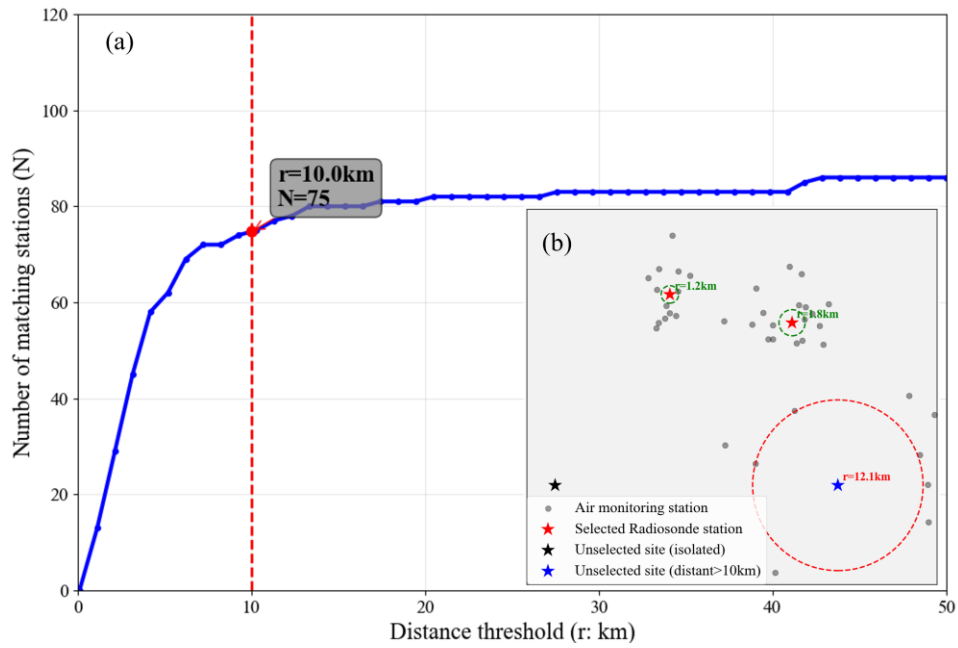 120
100
80
60
40
20
0
Number of matching stations (N)
(a)
r=10.0km
N=75
(b)
r=1.2km
r=1.8km
r=12.1km
Air monitoring station
Selected Radiosonde station
Unselected site (isolated)
Unselected site (distant>10km)
0 10 20 30 40 50
Distance threshold (r: km)